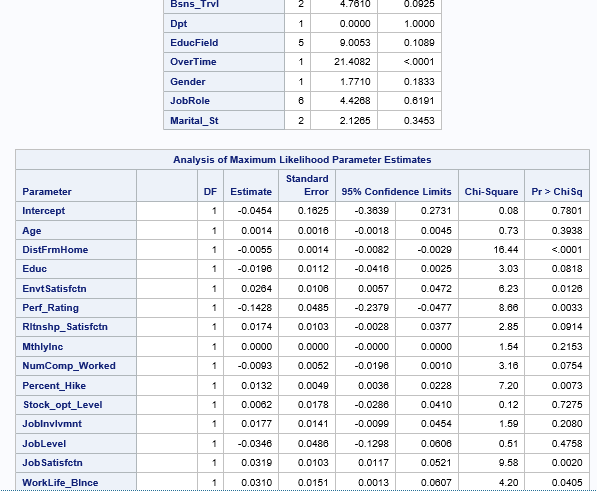 Bsns_Trvl 2 4.7610 0.0925
Dpt 1 0.0000 1.0000
EducField 5 9.0053 0.1089
OverTime 1 21.4082 <.0001
Gender 1 1.7710 0.1833
JobRole 6 4.4268 0.6191
Marital_St 2 2.1265 0.3453
Analysis of Maximum Likelihood Parameter Estimates
Parameter DF Estimate Standard Error 95% Confidence Limits Chi-Square Pr > ChiSq
Intercept 1 -0.0454 0.1625 -0.3639 0.2731 0.08 0.7801
Age 1 0.0014 0.0016 -0.0018 0.0045 0.73 0.3938
DistFrmHome 1 -0.0055 0.0014 -0.0082 -0.0029 16.44 <.0001
Educ 1 -0.0196 0.0112 -0.0416 0.0025 3.03 0.0818
EnvtSatisfctn 1 0.0264 0.0106 0.0057 0.0472 6.23 0.0126
Perf_Rating 1 -0.1428 0.0485 -0.2379 -0.0477 8.66 0.0033
Rltnshp_Satisfctn 1 0.0174 0.0103 -0.0028 0.0377 2.85 0.0914
MthlyInc 1 0.0000 0.0000 -0.0000 0.0000 1.54 0.2153
NumComp_Worked 1 -0.0093 0.0052 -0.0196 0.0010 3.16 0.0754
Percent_Hike 1 0.0132 0.0049 0.0036 0.0228 7.20 0.0073
Stock_opt_Level 1 0.0062 0.0178 -0.0286 0.0410 0.12 0.7275
JobInvlvmnt 1 0.0177 0.0141 -0.0099 0.0454 1.59 0.2080
JobLevel 1 -0.0346 0.0486 -0.1298 0.0606 0.51 0.4758
JobSatisfctn 1 0.0319 0.0103 0.0117 0.0521 9.58 0.0020
WorkLife_Blnce 1 0.0310 0.0151 0.0013 0.0607 4.20 0.0405